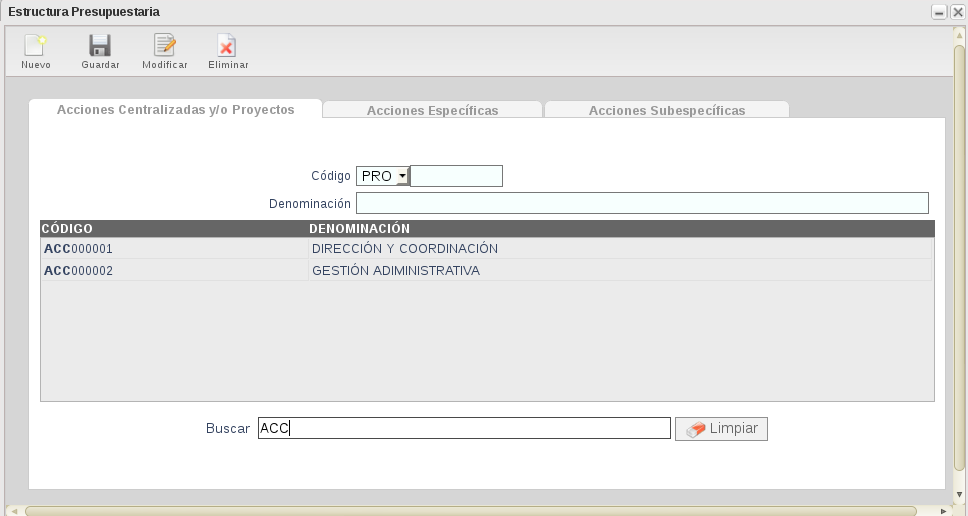 Estructura Presupuestaria
Nuevo Guardar Modificar Eliminar
Acciones Centralizadas y/o Proyectos Acciones Específicas Acciones Subespecíficas
Código PRO
Denominación
CÓDIGO DENOMINACIÓN
ACC000001 DIRECCIÓN Y COORDINACIÓN
ACC000002 GESTIÓN ADIMINISTRATIVA
Buscar ACC Limpiar